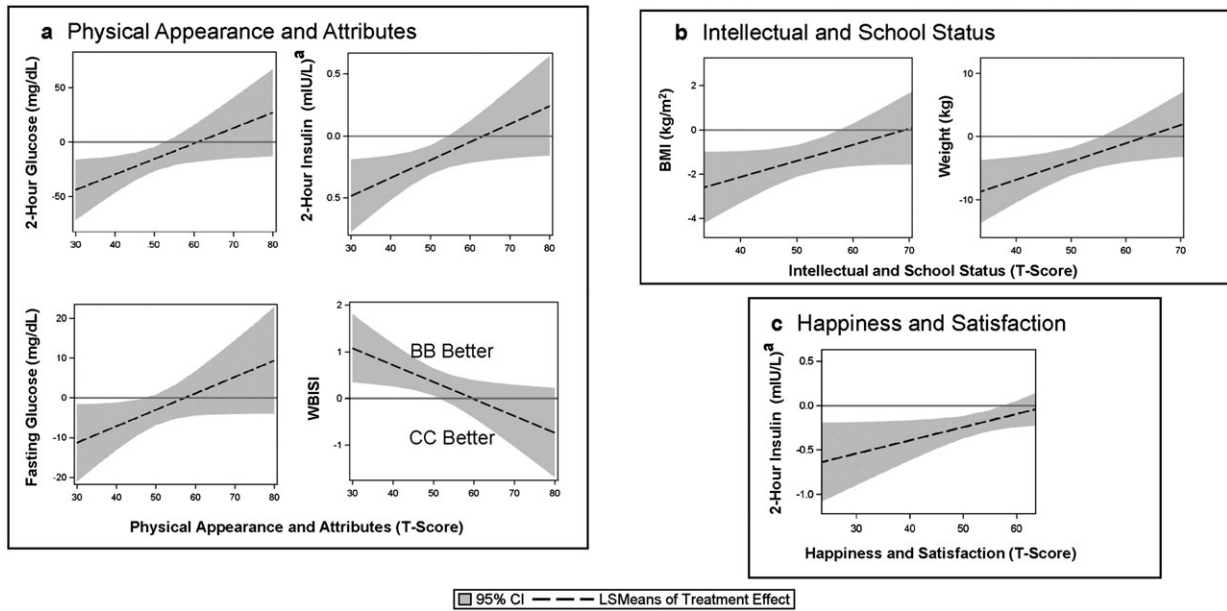 a Physical Appearance and Attributes
2-Hour Glucose (mg/dL)
50
0
-50
30 40 50 60 70 80
2-Hour Insulin (mIU/L)a
0.5
0.0
0.5
30 40 50 60 70 80
Fasting Glucose (mg/dL)
20
10
0
-10
-20
30 40 50 60 70 80
WBISI
2
1
0
-1
BB Better
CC Better
30 40 50 60 70 80
Physical Appearance and Attributes (T-Score)
b Intellectual and School Status
BMI (kg/m²)
2
0
-2
-4
40 50 60 70
Weight (kg)
10
0
-10
40 50 60 70
Intellectual and School Status (T-Score)
c Happiness and Satisfaction
2-Hour Insulin (mIU/L)a
0.5
0.0
-0.5
-1.0
30 40 50 60
Happiness and Satisfaction (T-Score)
95% CI LSMeans of Treatment Effect